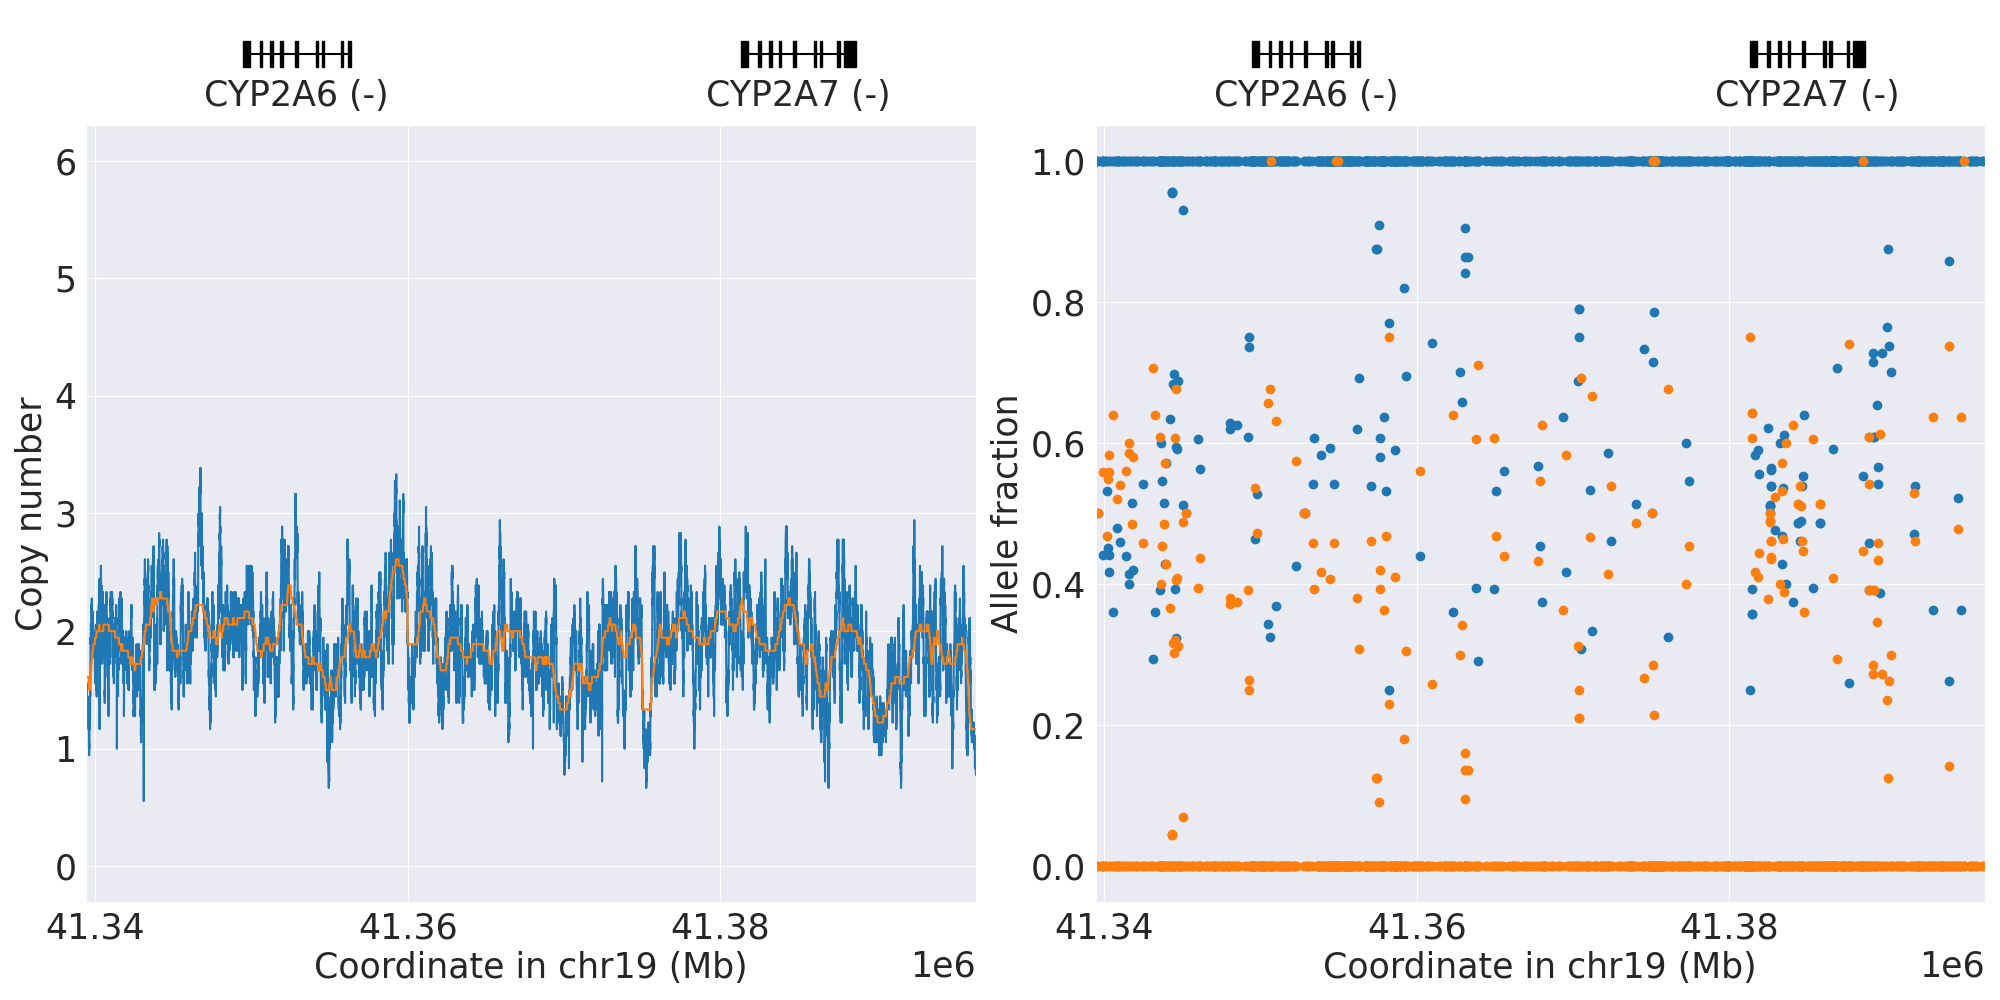 CYP2A6 (-)
CYP2A7 (-)
6
5
4
3
2
1
0
Copy number
41.34
41.36
41.38
Coordinate in chr19 (Mb)
1e6
CYP2A6 (-)
CYP2A7 (-)
1.0
0.8
0.6
0.4
0.2
0.0
Allele fraction
41.34
41.36
41.38
Coordinate in chr19 (Mb)
1e6